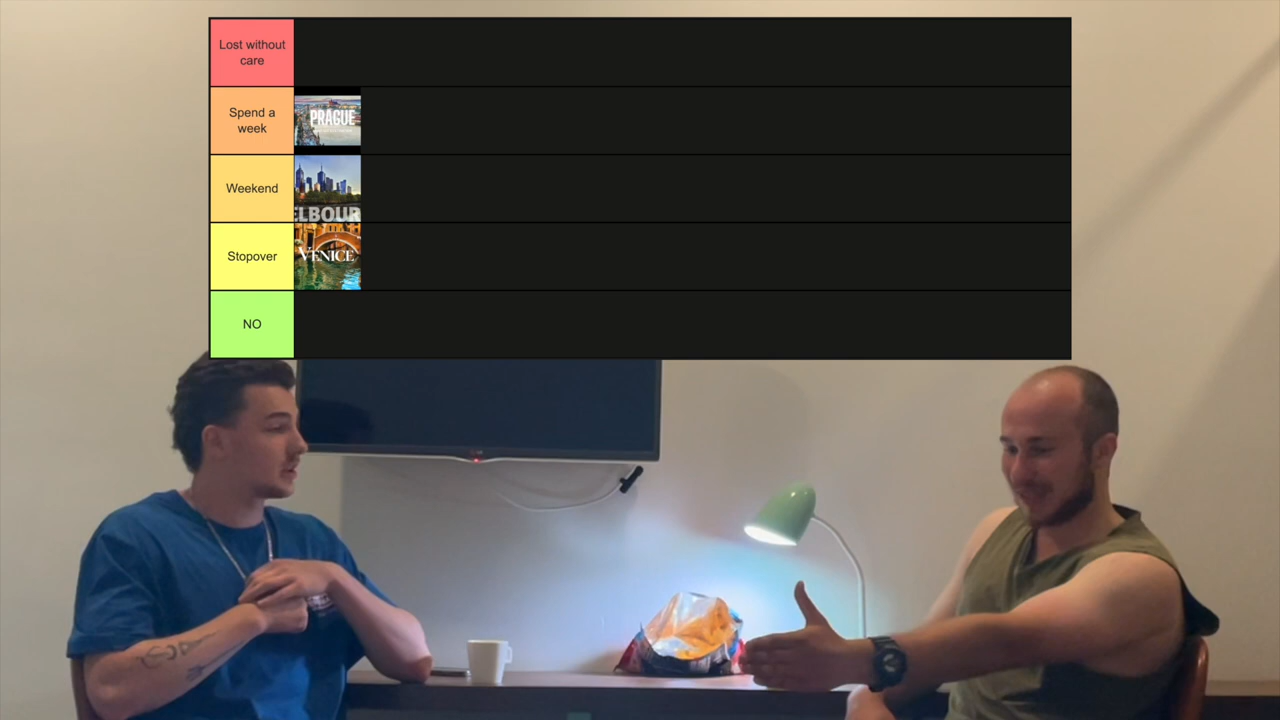 Lost without
care
Spend a
week
PRAGUE
Weekend
ELBOUR
Stopover
VENICE
NO